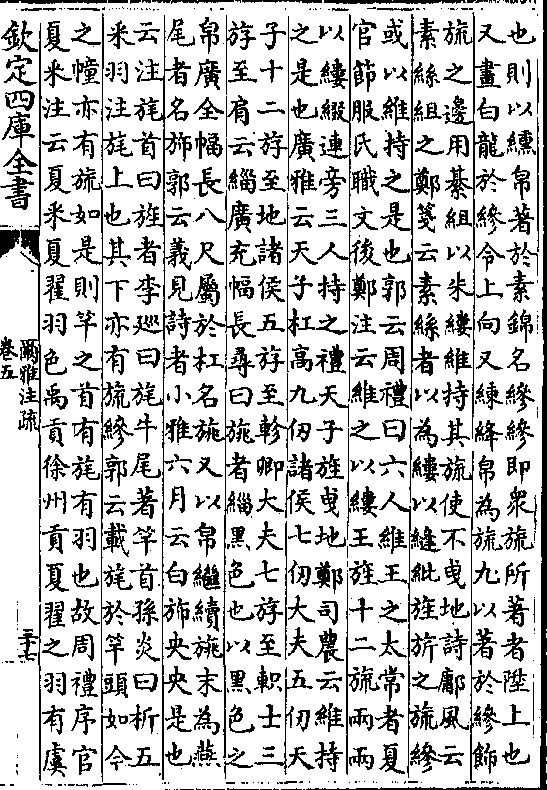 也則以纁帛著於素錦名縿縿即衆旒所著者陞上也
又畫白龍於縿令上向又練絳帛為旒九以著於縿飾
旒之邊用綦組以朱縷維持其旒使不曳地詩鄘風云
素絲組之鄭箋云素絲者以為縷以縫紕旌旂之旒縿
或以維持之是也郭云周禮曰六人維王之太常者夏
官節服氏職文後鄭注云維之以縷王旌十二旒兩兩
以縷綴連旁三人持之禮天子旌曳地鄭司農云維持
之是也廣雅云天子杠高九仞諸侯七仞大夫五仞天
子十二斿至地諸侯五斿至軫卿大夫七斿至軹士三
斿至肩云緇廣充幅長尋曰旐者緇黑色也以黑色之
帛廣全幅長八尺屬於杠名旐又以帛繼續旐末為燕
尾者名斾郭云義見詩者小雅六月云白斾央央是也
云注旄首曰旌者李廵曰旄牛尾著竿首孫炎曰析五
采羽注旄上也其下亦有旒縿郭云載旄於竿頭如今
之幢亦有旒如是則竿之首有旄有羽也故周禮序官
夏采注云夏采夏翟羽色禹貢徐州貢夏翟之羽有虞
欽定四庫全書
爾雅注疏
卷五
三十七